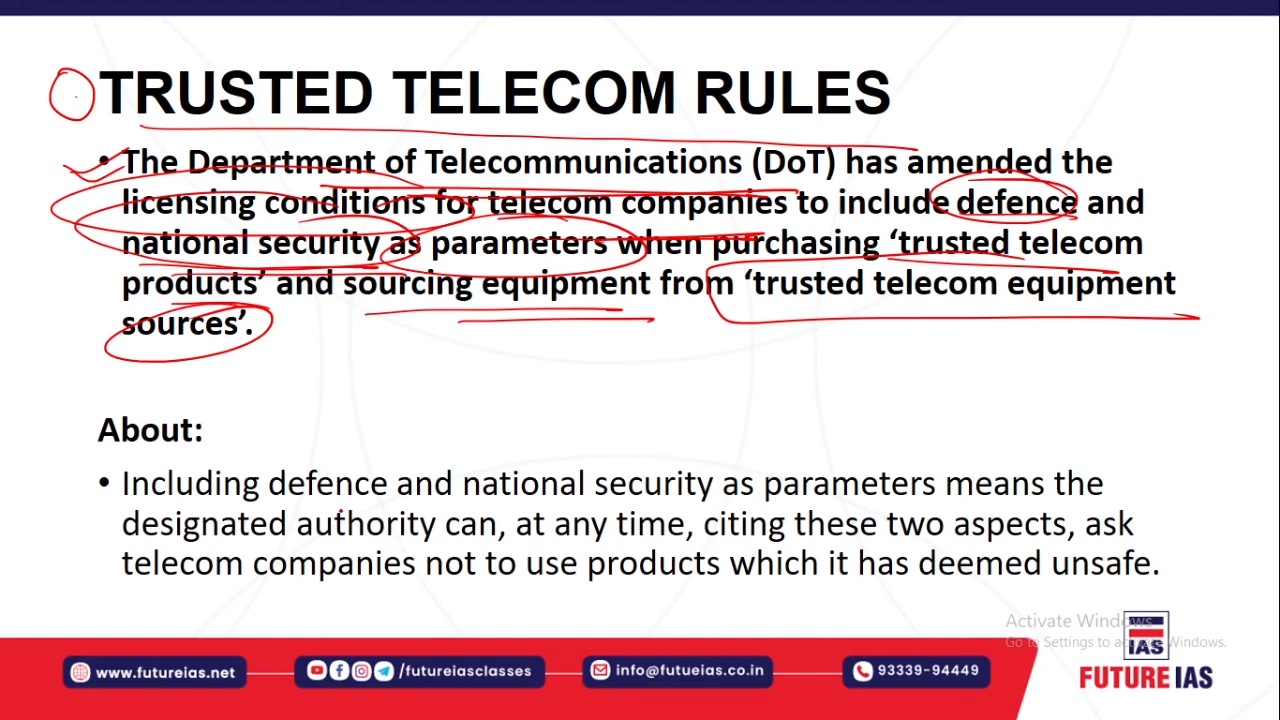 TRUSTED TELECOM RULES
• The Department of Telecommunications (DoT) has amended the
licensing conditions for telecom companies to include defence and
national security as parameters when purchasing ‘trusted telecom
products’ and sourcing equipment from ‘trusted telecom equipment
sources’.
About:
• Including defence and national security as parameters means the
designated authority can, at any time, citing these two aspects, ask
telecom companies not to use products which it has deemed unsafe.
Activate Windows
Go to Settings to activate Windows.
IAS
www.futureias.net
/futureiasclasses
info@futueias.co.in
93339-94449
FUTURE IAS